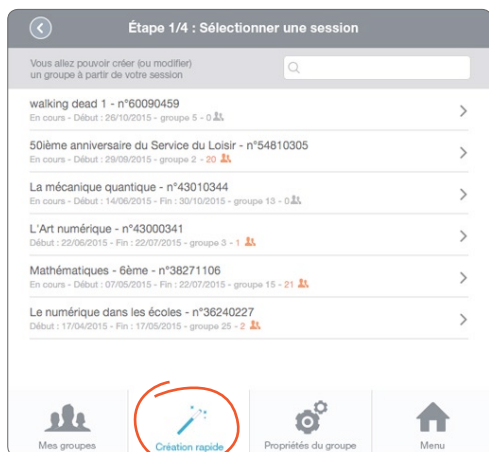 Étape 1/4 : Sélectionner une session
Vous allez pouvoir créer (ou modifier)
un groupe à partir de votre session
walking dead 1 - n°60090459
En cours - Début : 26/10/2015 - groupe 5 - 0
50ième anniversaire du Service du Loisir - n°54810305
En cours - Début : 29/09/2015 - groupe 2 - 20
La mécanique quantique - n°43010344
En cours - Début : 14/06/2015 - Fin : 30/10/2015 - groupe 13 - 0
L'Art numérique - n°43000341
Début : 22/06/2015 - Fin : 22/07/2015 - groupe 3 - 1
Mathématiques - 6ème - n°38271106
En cours - Début : 07/05/2015 - Fin : 22/07/2015 - groupe 15 - 21
Le numérique dans les écoles - n°36240227
Début : 17/04/2015 - Fin : 17/05/2015 - groupe 25 - 2
Mes groupes
Création rapide
Propriétés du groupe
Menu